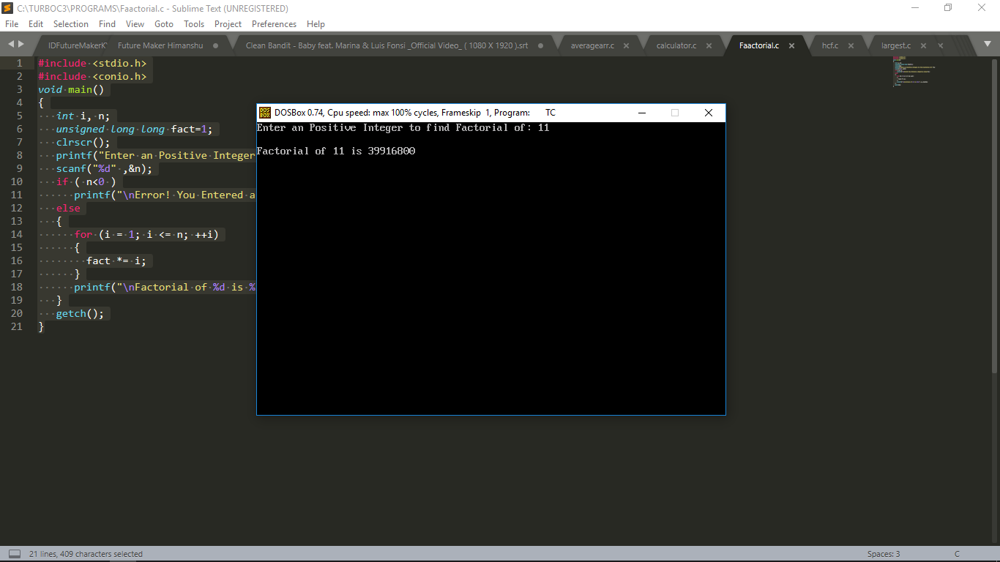 C:\TURBOC3\PROGRAMS\Faactorial.c - Sublime Text (UNREGISTERED)
File Edit Selection Find View Goto Tools Project Preferences Help
IDFutureMakerK Future Maker Himanshu Clean Bandit - Baby feat. Marina & Luis Fonsi _Official Video_ ( 1080 X 1920 ).srt averagearr.c calculator.c Faactorial.c hcf.c largest.c
1 #include <stdio.h>
2 #include <conio.h>
3 void main()
4 {
5 int i, n;
6 unsigned long long fact=1;
7 clrscr();
8 printf("Enter an Positive Integer
9 scanf("%d" ,&n);
10 if ( n<0 )
11 printf("\nError! You Entered a
12 else
13 {
14 for (i = 1; i <= n; ++i)
15 {
16 fact *= i;
17 }
18 printf("\nFactorial of %d is %
19 }
20 getch();
21 }
DOSBox 0.74, Cpu speed: max 100% cycles, Frameskip 1, Program: TC
Enter an Positive Integer to find Factorial of: 11
Factorial of 11 is 39916800
21 lines, 409 characters selected
Spaces: 3 C